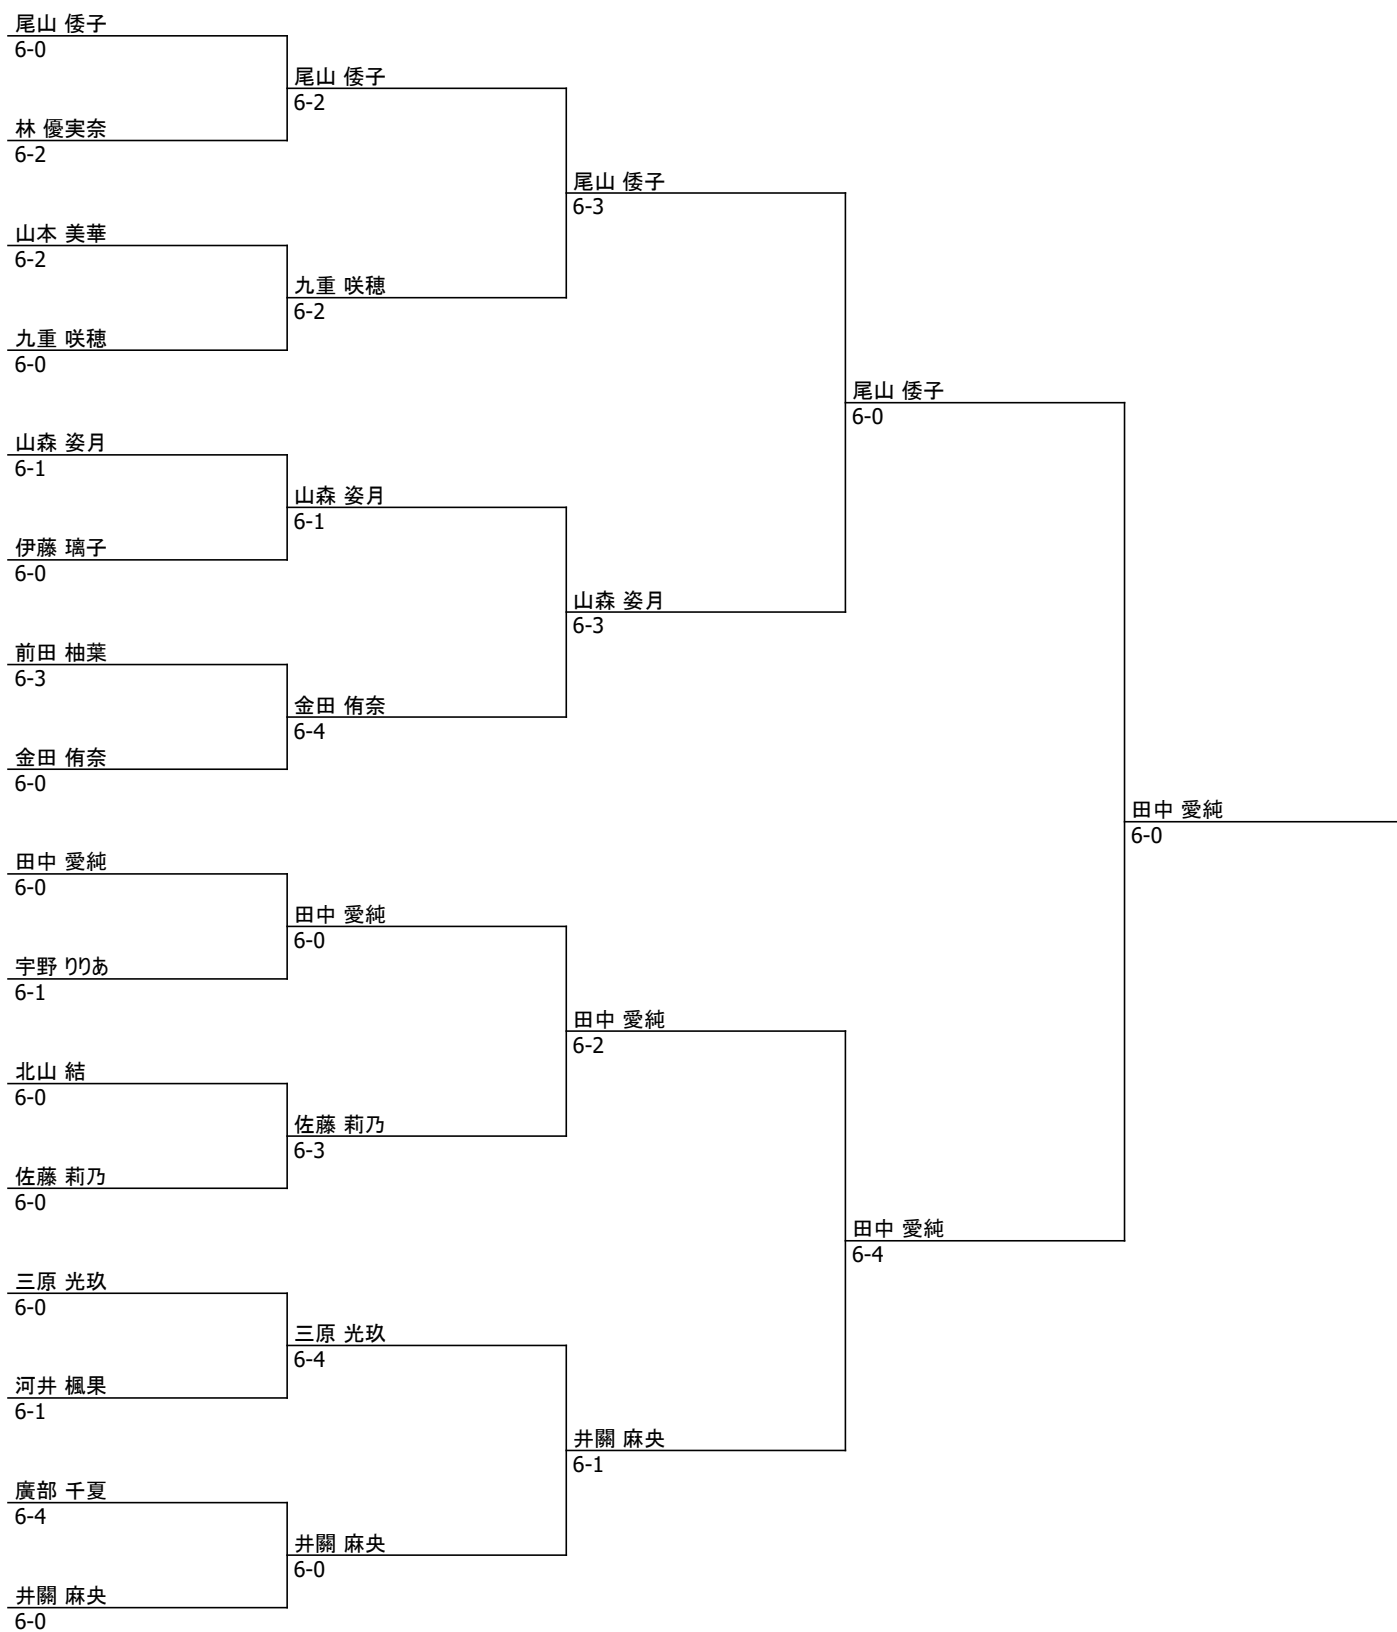 尾山 倭子
6-0
尾山 倭子
6-2
林 優実奈
6-2
尾山 倭子
6-3
山本 美華
6-2
九重 咲穂
6-2
九重 咲穂
6-0
尾山 倭子
6-0
山森 姿月
6-1
山森 姿月
6-1
伊藤 璃子
6-0
山森 姿月
6-3
前田 柚葉
6-3
金田 侑奈
6-4
金田 侑奈
6-0
田中 愛純
6-0
田中 愛純
6-0
田中 愛純
6-0
宇野 りりあ
6-1
田中 愛純
6-2
北山 結
6-0
佐藤 莉乃
6-3
佐藤 莉乃
6-0
田中 愛純
6-4
三原 光玖
6-0
三原 光玖
6-4
河井 楓果
6-1
井關 麻央
6-1
廣部 千夏
6-4
井關 麻央
6-0
井關 麻央
6-0